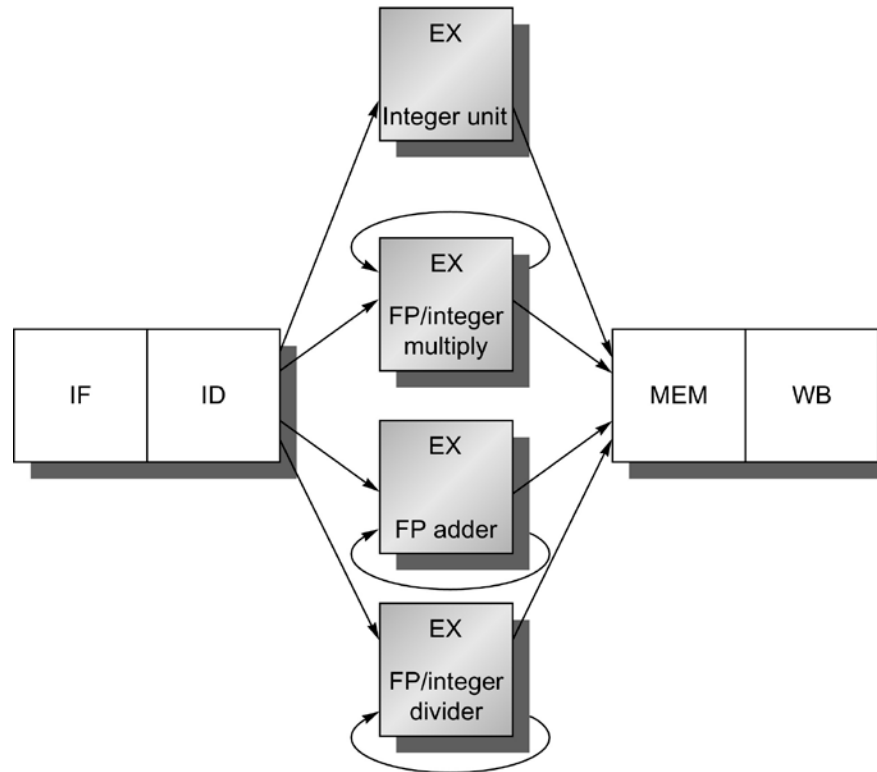 EX
Integer unit
EX
FP/integer
multiply
IF
ID
MEM
WB
EX
FP adder
EX
FP/integer
divider